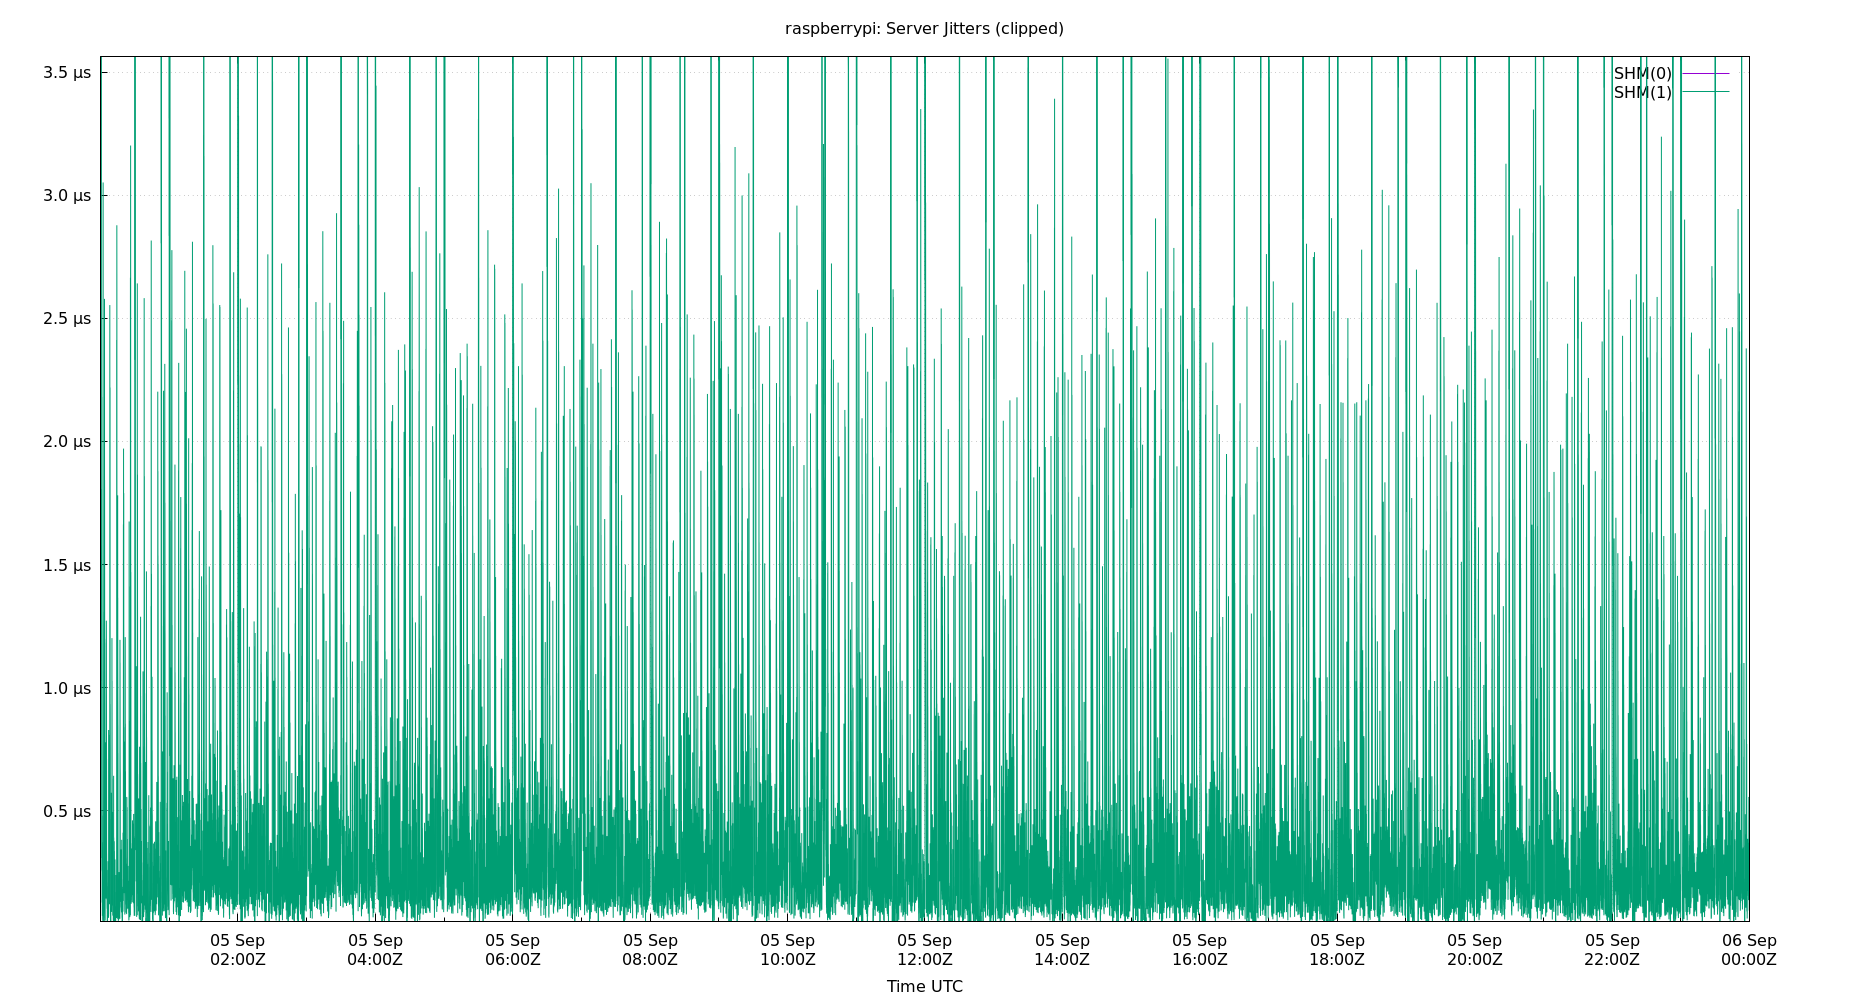 raspberrypi: Server Jitters (clipped)
3.5 µs
3.0 µs
2.5 µs
2.0 µs
1.5 µs
1.0 µs
0.5 µs
SHM(0)
SHM(1)
05 Sep 05 Sep 05 Sep 05 Sep 05 Sep 05 Sep 05 Sep 05 Sep 05 Sep 05 Sep 05 Sep 06 Sep
02:00Z 04:00Z 06:00Z 08:00Z 10:00Z 12:00Z 14:00Z 16:00Z 18:00Z 20:00Z 22:00Z 00:00Z
Time UTC